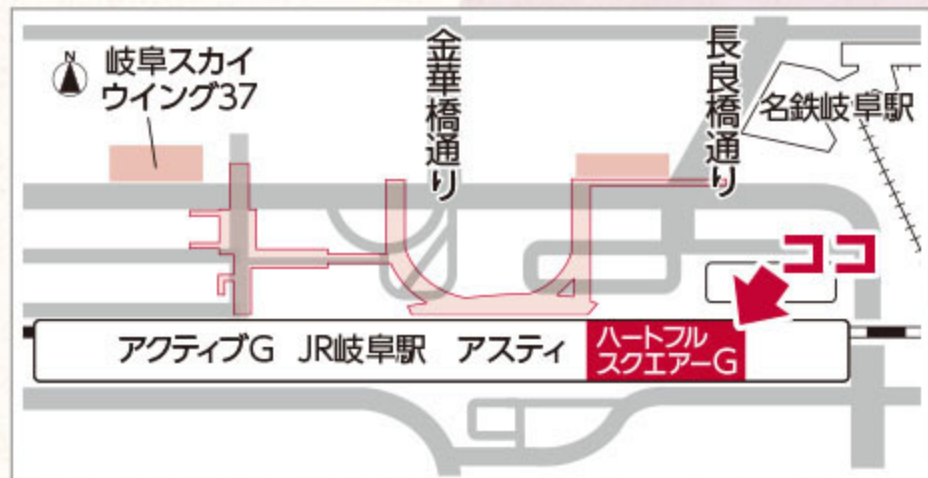 N
岐阜スカイ
ウイング37
金華橋通り
長良橋通り
名鉄岐阜駅
ココ
アクティブG JR岐阜駅 アスティ
ハートフル
スクエアーG